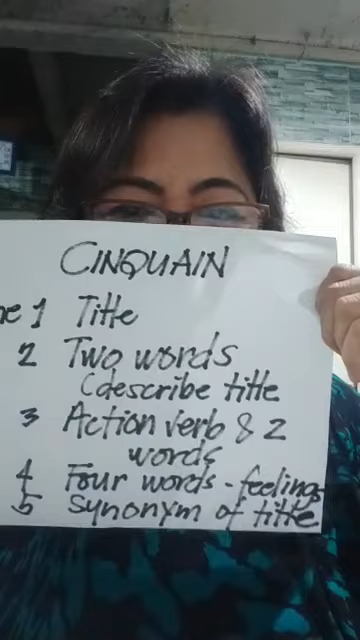 CINQUAIN
ne 1 Title
2 Two words
(describe title
3 Action verb & 2
words
4 Four words - feelings
5 synonym of title